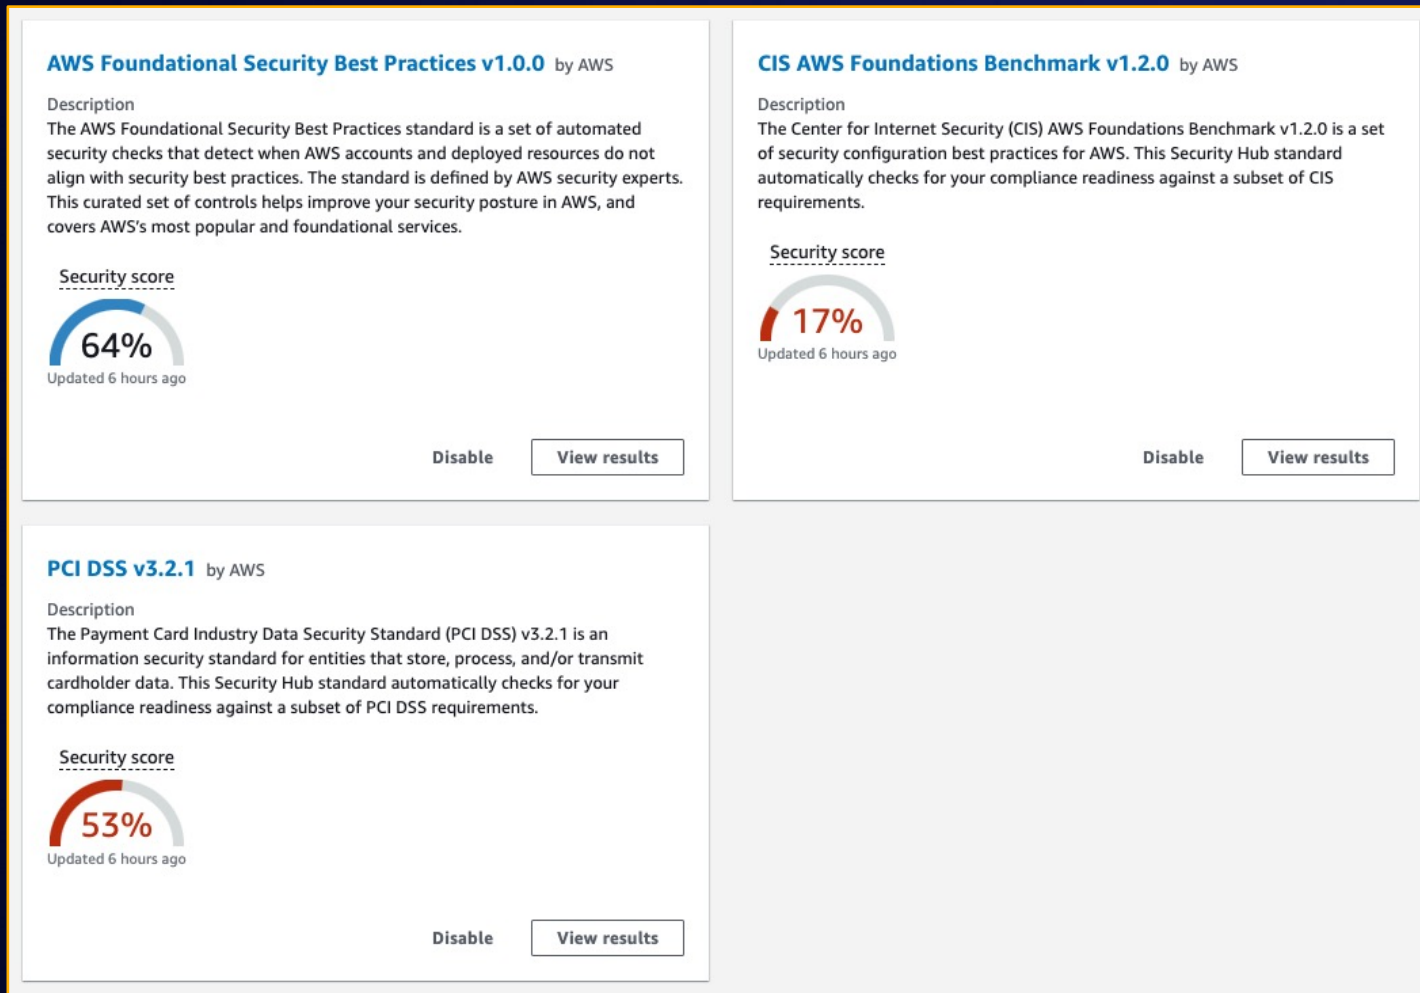 AWS Foundational Security Best Practices v1.0.0 by AWS
Description
The AWS Foundational Security Best Practices standard is a set of automated
security checks that detect when AWS accounts and deployed resources do not
align with security best practices. The standard is defined by AWS security experts.
This curated set of controls helps improve your security posture in AWS, and
covers AWS's most popular and foundational services.
Security score
64%
Updated 6 hours ago
Disable View results
CIS AWS Foundations Benchmark v1.2.0 by AWS
Description
The Center for Internet Security (CIS) AWS Foundations Benchmark v1.2.0 is a set
of security configuration best practices for AWS. This Security Hub standard
automatically checks for your compliance readiness against a subset of CIS
requirements.
Security score
17%
Updated 6 hours ago
Disable View results
PCI DSS v3.2.1 by AWS
Description
The Payment Card Industry Data Security Standard (PCI DSS) v3.2.1 is an
information security standard for entities that store, process, and/or transmit
cardholder data. This Security Hub standard automatically checks for your
compliance readiness against a subset of PCI DSS requirements.
Security score
53%
Updated 6 hours ago
Disable View results